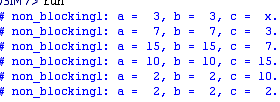 VSIM 7> run
# non_blocking1: a =  3, b =  3, c =  x.
# non_blocking1: a =  7, b =  7, c =  3.
# non_blocking1: a = 15, b = 15, c =  7.
# non_blocking1: a = 10, b = 10, c = 15.
# non_blocking1: a =  2, b =  2, c = 10.
# non_blocking1: a =  2, b =  2, c =  2.